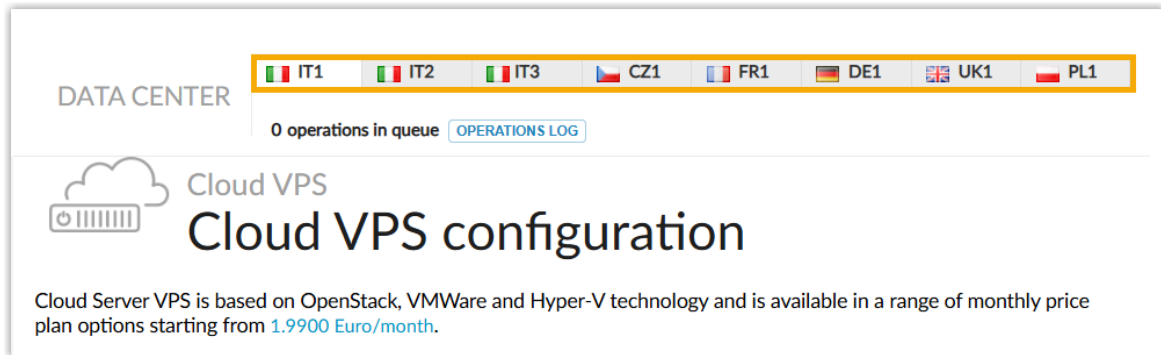 IT1 IT2 IT3 CZ1 FR1 DE1 UK1 PL1
DATA CENTER
0 operations in queue OPERATIONS LOG
Cloud VPS
Cloud VPS configuration
Cloud Server VPS is based on OpenStack, VMWare and Hyper-V technology and is available in a range of monthly price
plan options starting from 1.9900 Euro/month.